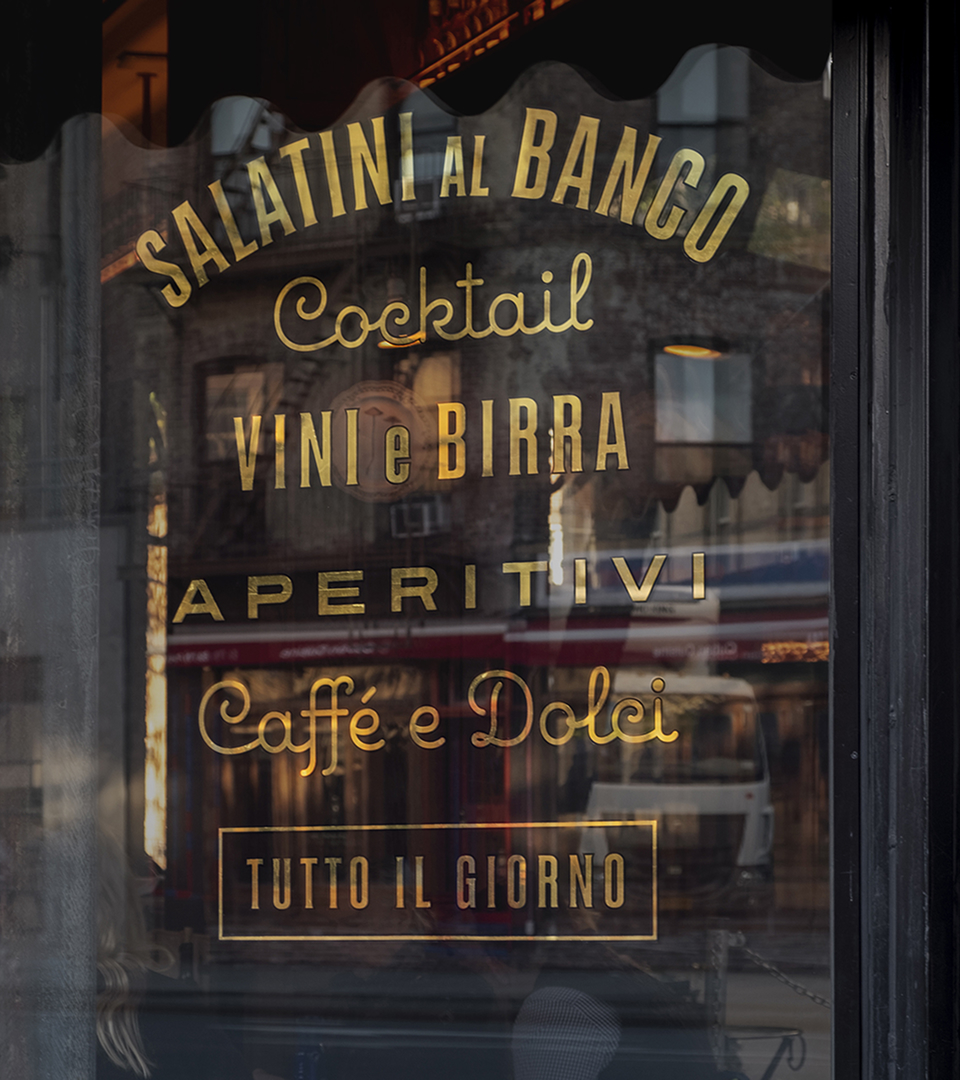 SALATINI AL BANCO
Cocktail
VINI e BIRRA
APERITIVI
Caffé e Dolci
TUTTO IL GIORNO